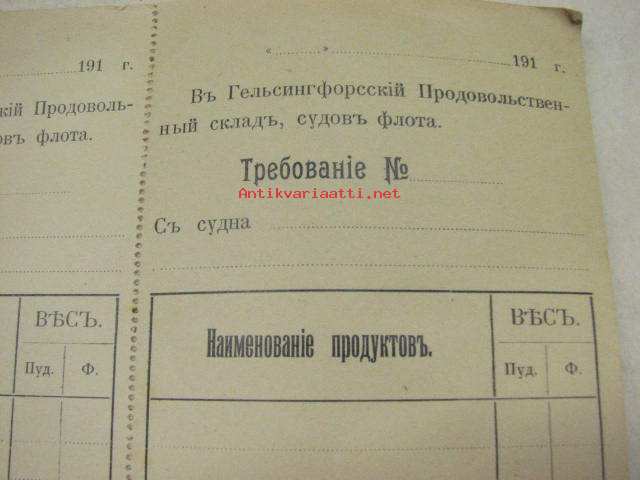 191 г.
кій Продоволь-
овъ флота.
ВѢСЪ.
Пуд. Ф.
« » 191 г.
Въ Гельсингфорсскій Продовольствен-
ный складъ, судовъ флота.
Требованіе №
Antikvariaatti.net
Съ судна
Наименованіе продуктовъ.
ВѢСЪ.
Пуд. Ф.